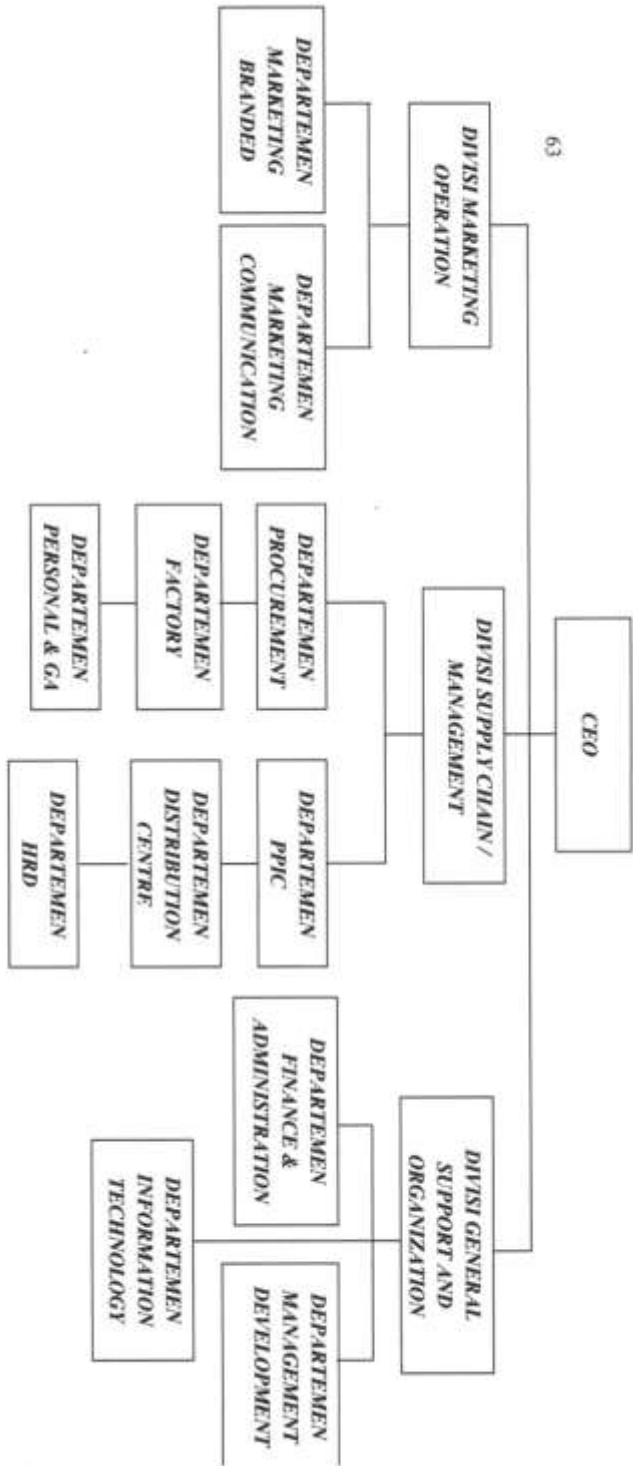 63
CEO
DIVISI MARKETING
OPERATION
DIVISI SUPPLY CHAIN /
MANAGEMENT
DIVISI GENERAL
SUPPORT AND
ORGANIZATION
DEPARTEMEN
MARKETING
BRANDED
DEPARTEMEN
MARKETING
COMMUNICATION
DEPARTEMEN
PROCUREMENT
DEPARTEMEN
PPIC
DEPARTEMEN
FINANCE &
ADMINISTRATION
DEPARTEMEN
MANAGEMENT
DEVELOPMENT
DEPARTEMEN
FACTORY
DEPARTEMEN
DISTRIBUTION
CENTRE
DEPARTEMEN
INFORMATION
TECHNOLOGY
DEPARTEMEN
PERSONAL & GA
DEPARTEMEN
HRD